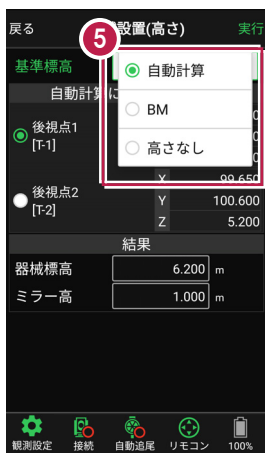 戻る
設置(高さ)
実行
5
基準標高
自動計算
自動計算に
BM
高さなし
後視点1
[T-1]
0
0
0
後視点2
[T-2]
X 99.650
Y 100.600
Z 5.200
結果
器械標高 6.200 m
ミラー高 1.000 m
観測設定 接続 自動追尾 リモコン 100%